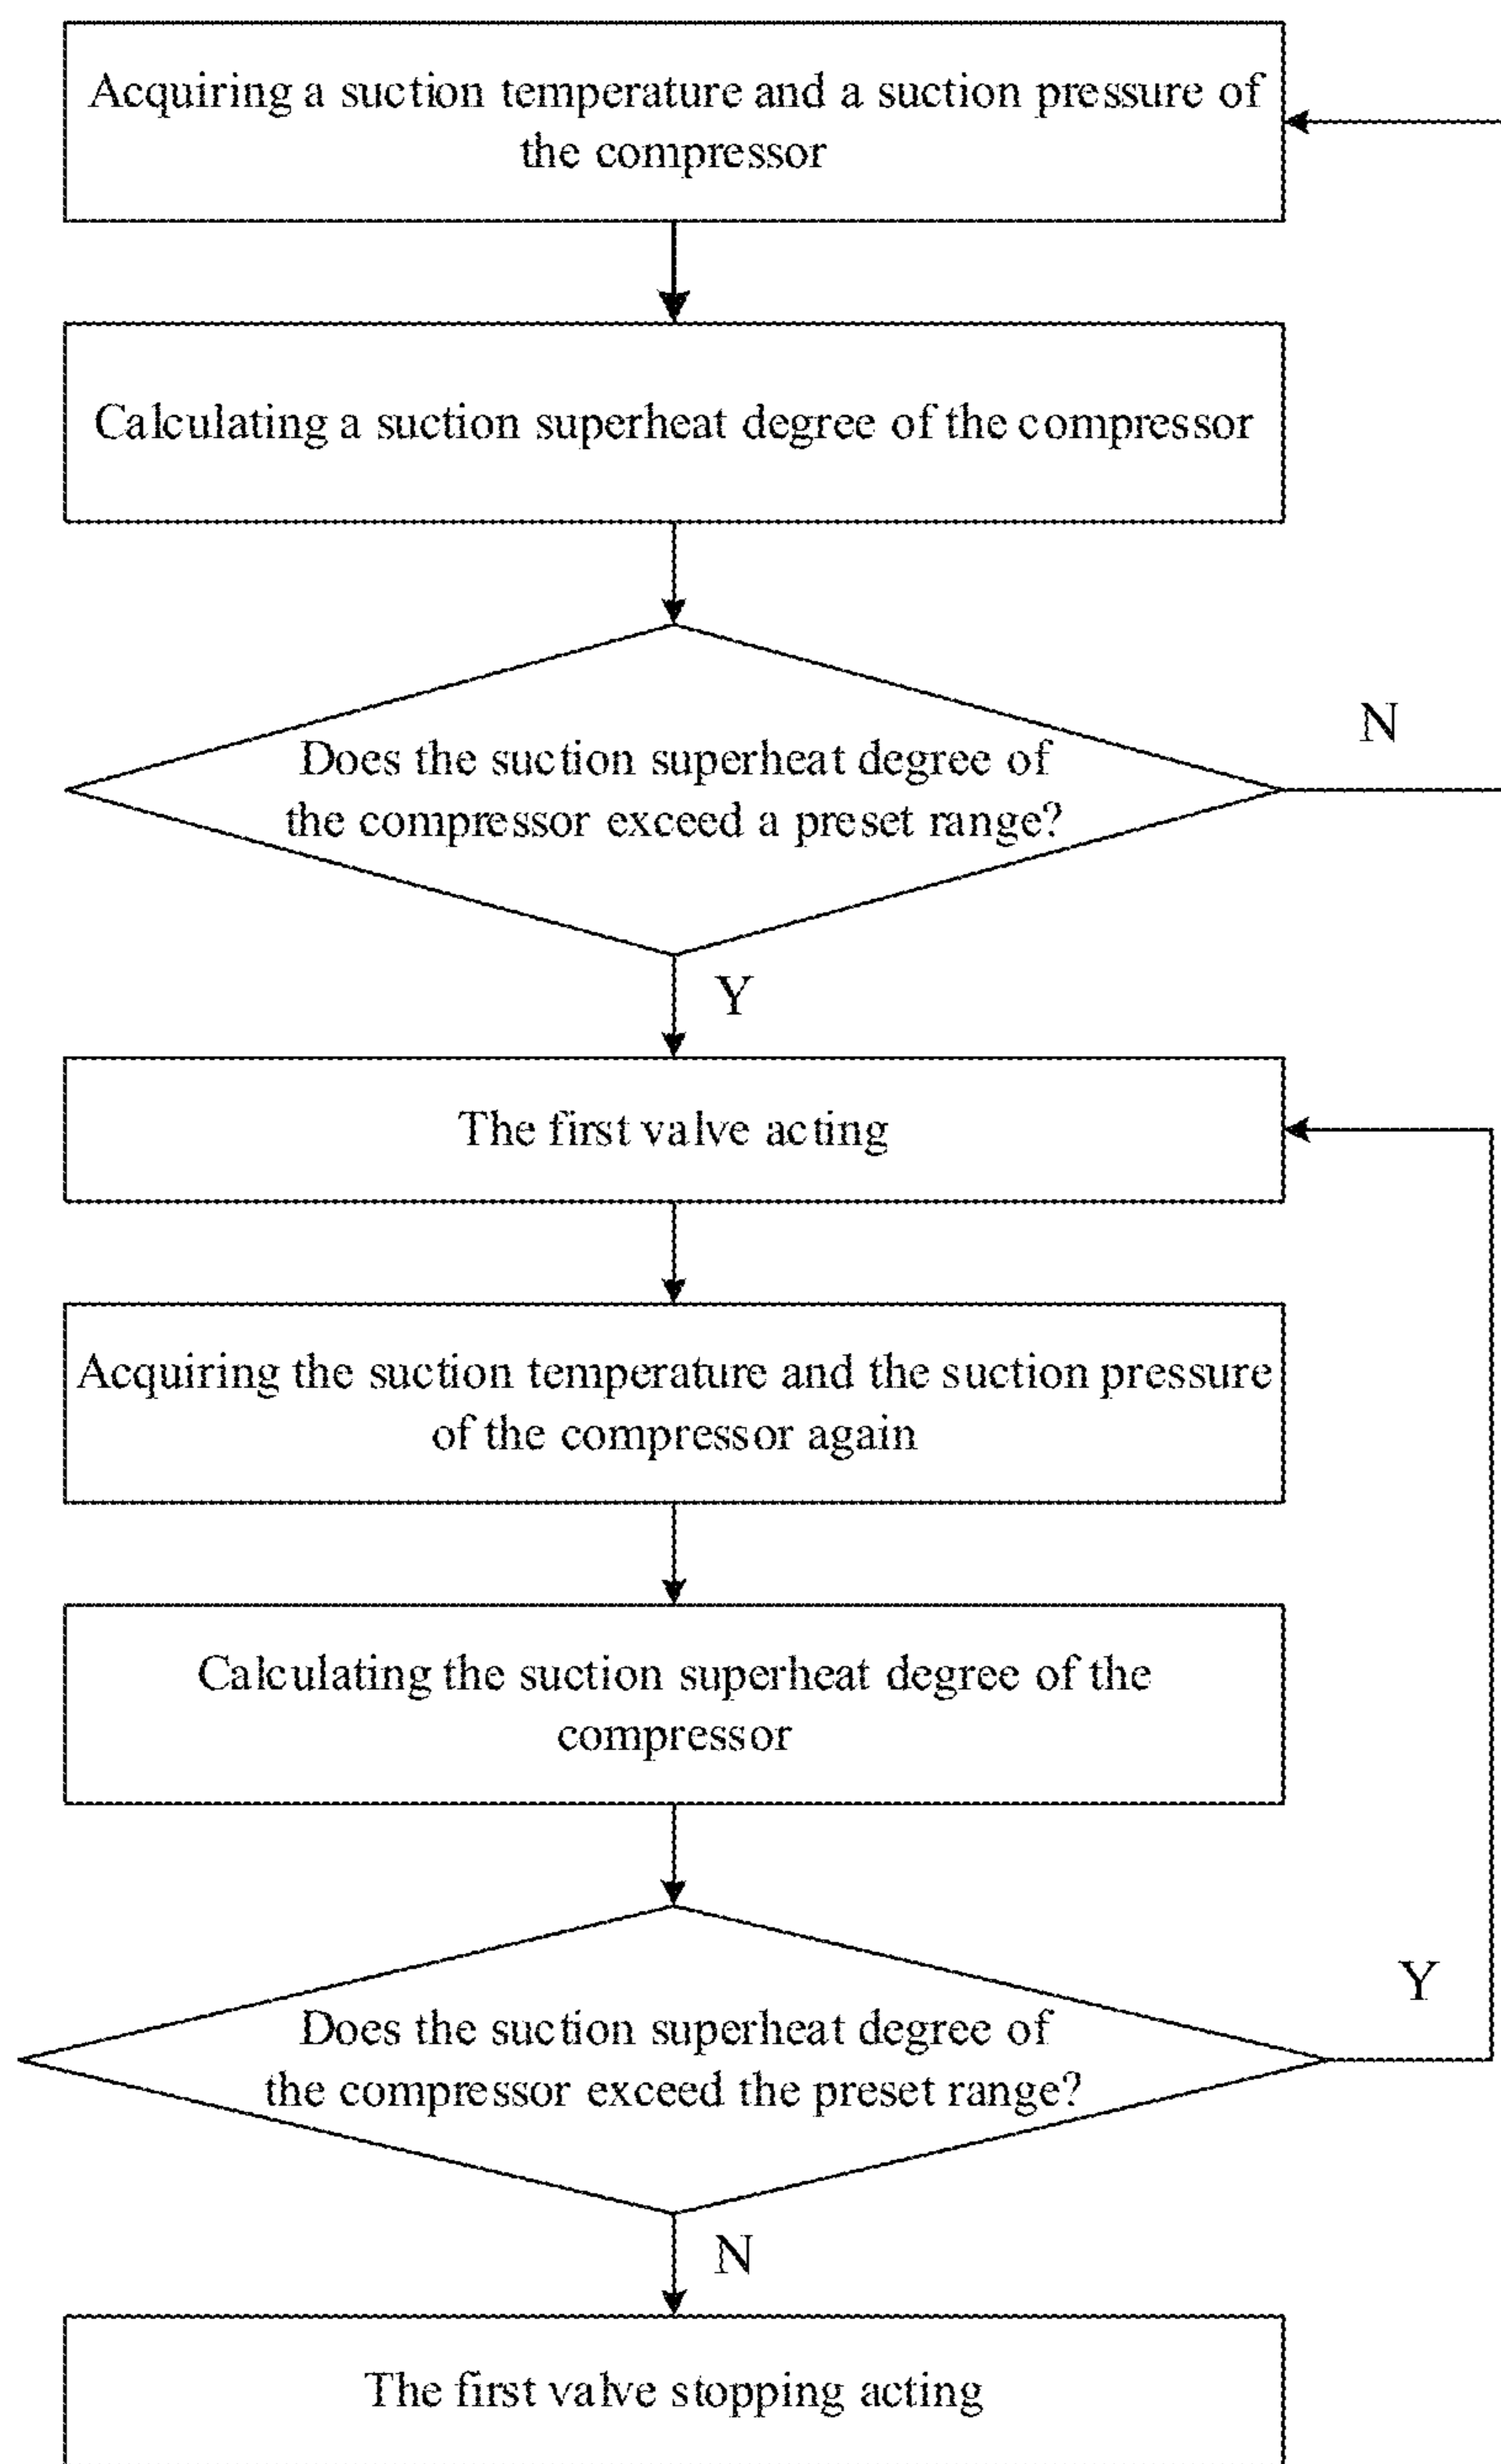 Acquiring a suction temperature and a suction pressure of
the compressor
Calculating a suction superheat degree of the compressor
Does the suction superheat degree of
the compressor exceed a preset range?
N
Y
The first valve acting
Acquiring the suction temperature and the suction pressure
of the compressor again
Calculating the suction superheat degree of the
compressor
Does the suction superheat degree of
the compressor exceed the preset range?
Y
N
The first valve stopping acting